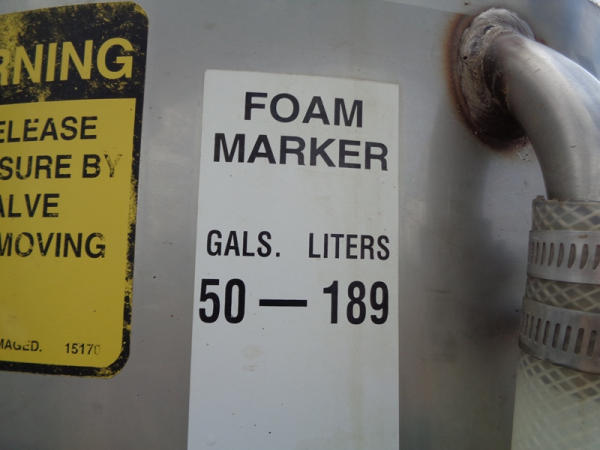 RNING
ELEASE
SURE BY
ALVE
MOVING
MAGED. 15170
FOAM
MARKER
GALS. LITERS
50 — 189